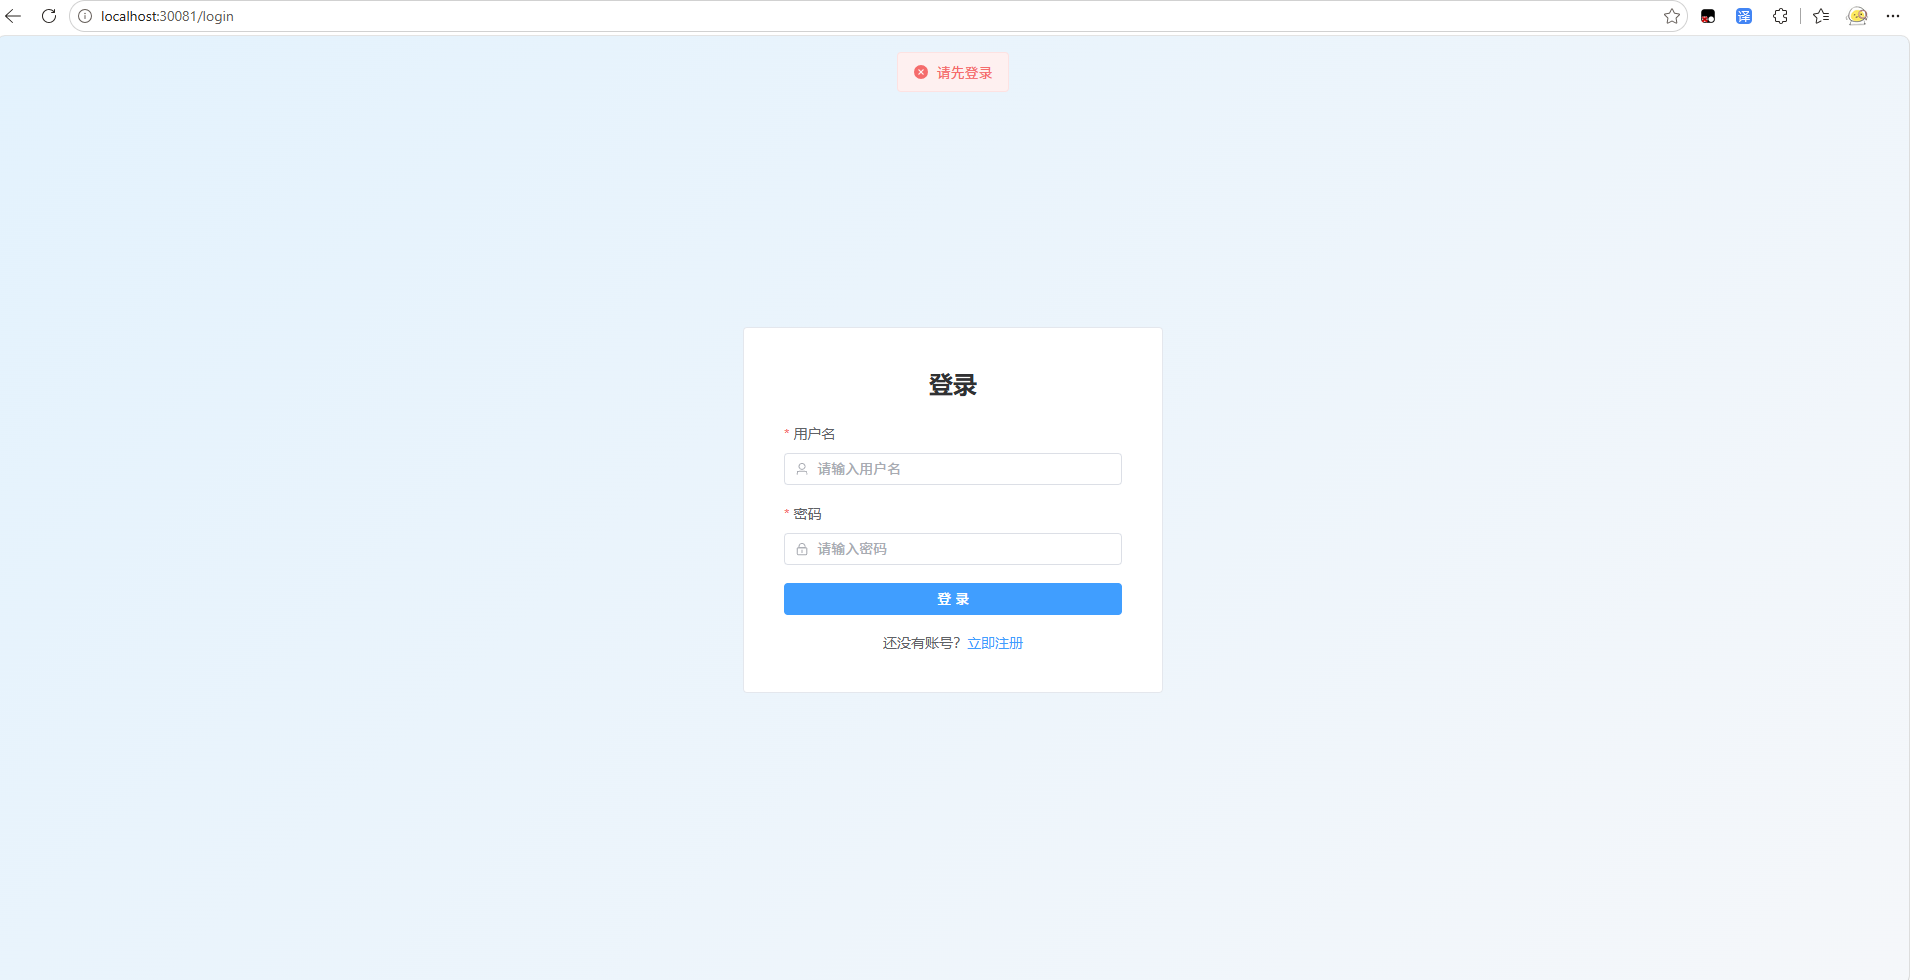 localhost:30081/login
译
请先登录
登录
* 用户名
请输入用户名
* 密码
请输入密码
登 录
还没有账号？立即注册